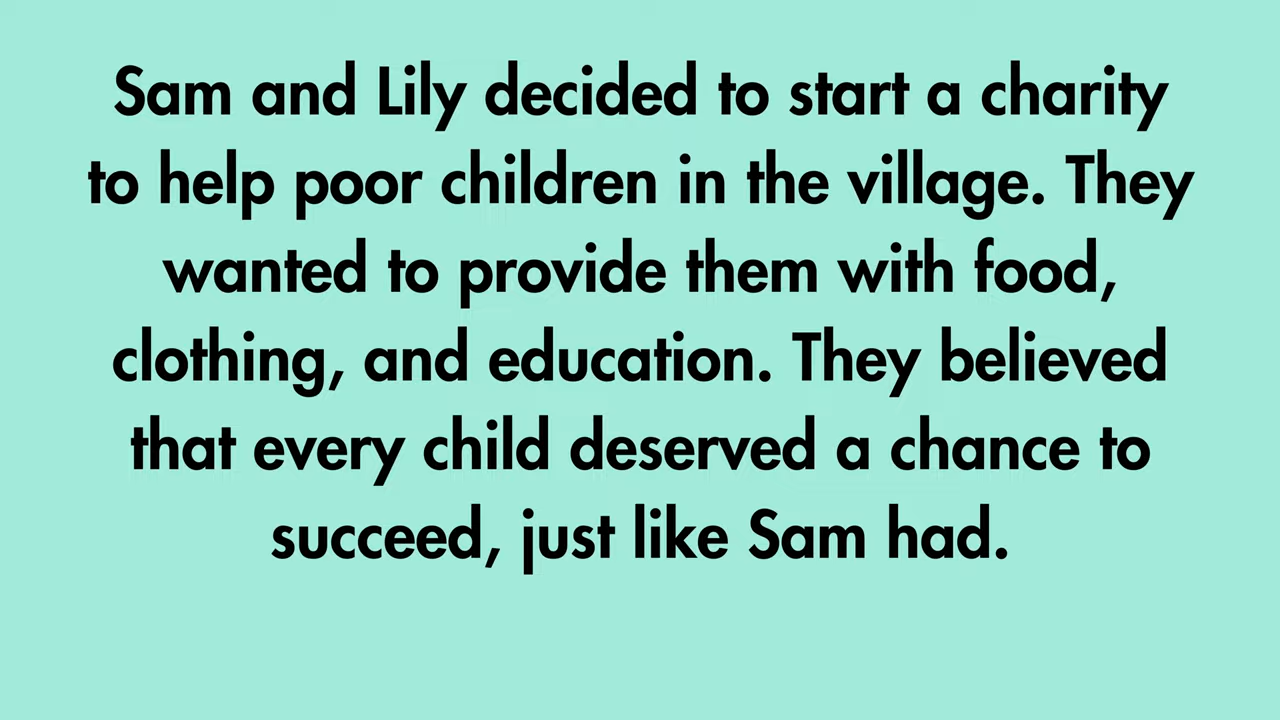 Sam and Lily decided to start a charity
to help poor children in the village. They
wanted to provide them with food,
clothing, and education. They believed
that every child deserved a chance to
succeed, just like Sam had.